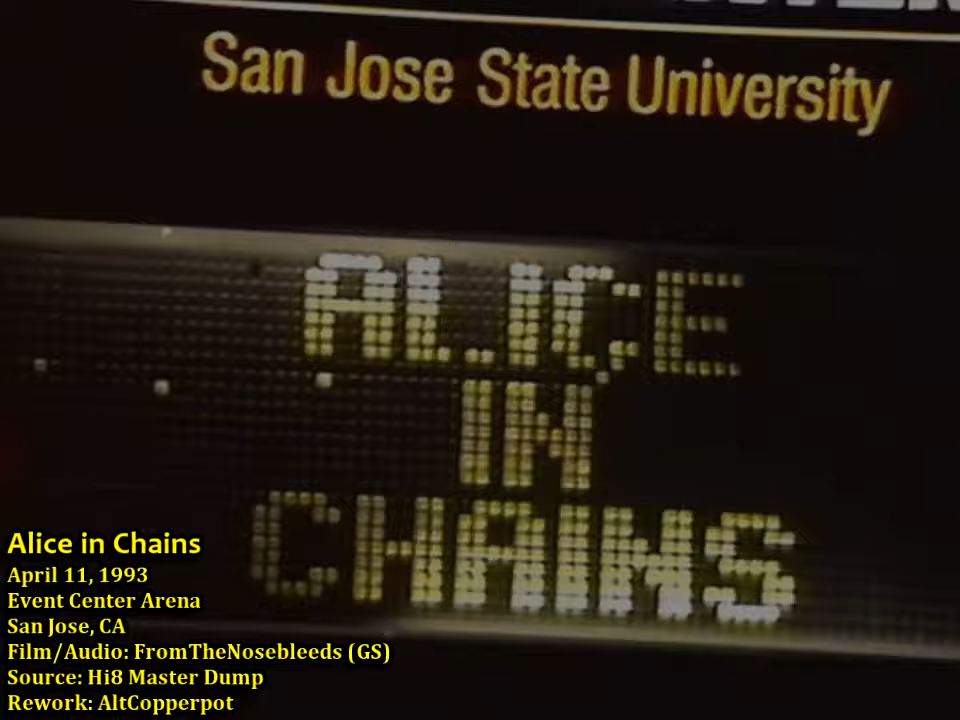 San Jose State University
ALICE
IN
CHAINS
Alice in Chains
April 11, 1993
Event Center Arena
San Jose, CA
Film/Audio: FromTheNosebleeds (GS)
Source: Hi8 Master Dump
Rework: AltCopperpot